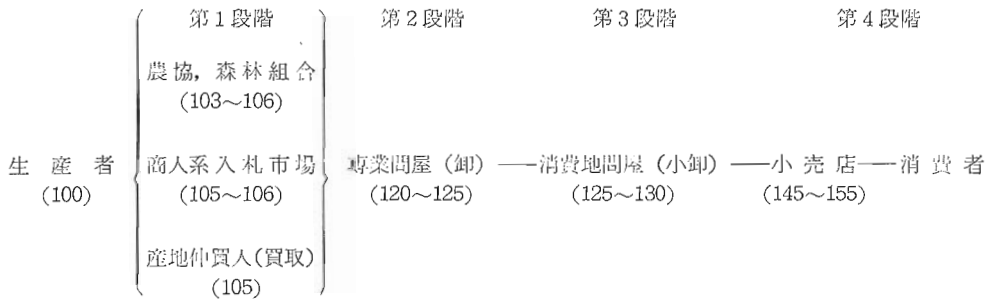 第1段階 第2段階 第3段階 第4段階
農協，森林組合
(103～106)
生産者 商人系入札市場 専業問屋（卸）―消費地問屋（小卸）―小売店―消費者
(100) (105～106) (120～125) (125～130) (145～155)
産地仲買人(買取)
(105)